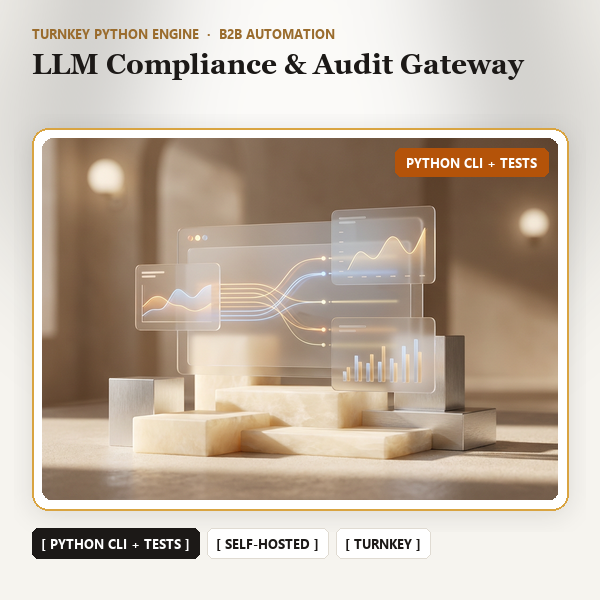 TURNKEY PYTHON ENGINE · B2B AUTOMATION
LLM Compliance & Audit Gateway
PYTHON CLI + TESTS
[ PYTHON CLI + TESTS ]
[ SELF-HOSTED ]
[ TURNKEY ]